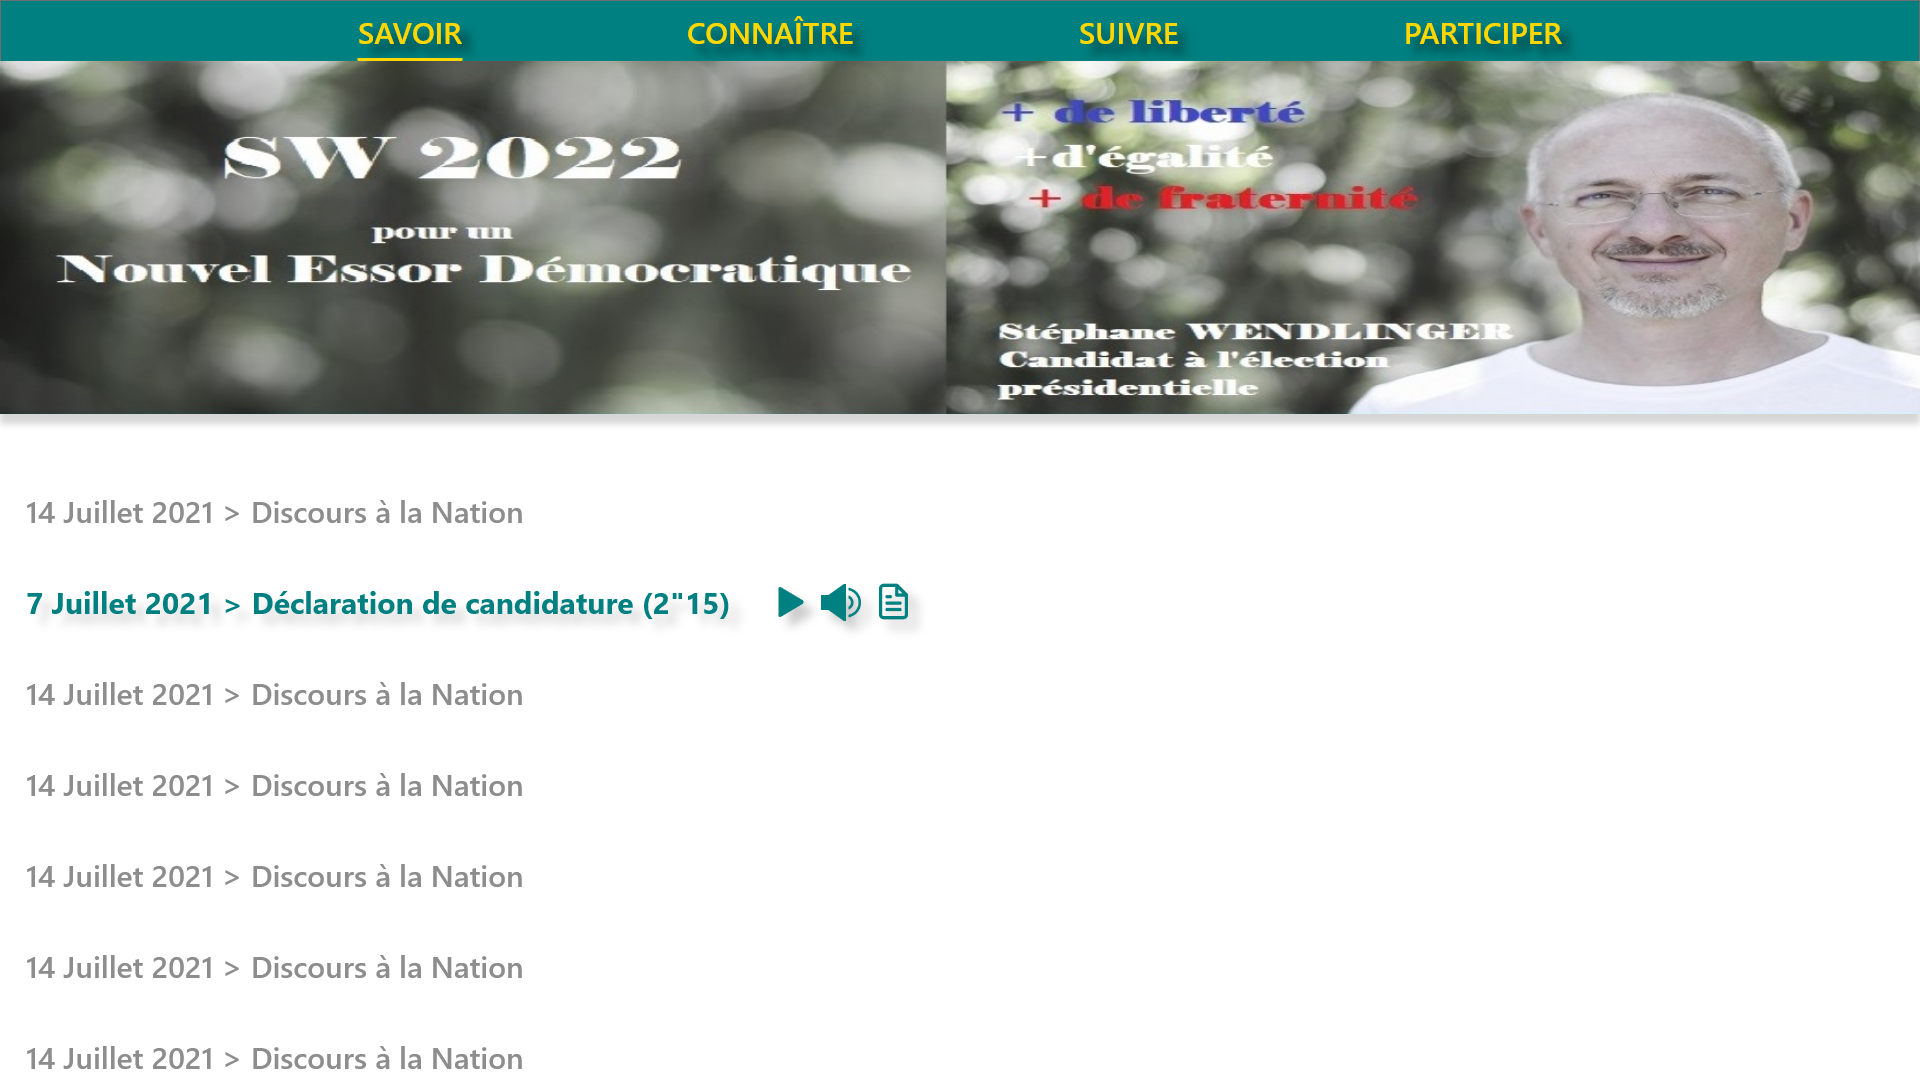 SAVOIR CONNAÎTRE SUIVRE PARTICIPER
SW 2022
pour un
Nouvel Essor Démocratique
+ de liberté
+ d'égalité
+ de fraternité
Stéphane WENDLINGER
Candidat à l'élection
présidentielle
14 Juillet 2021 > Discours à la Nation
7 Juillet 2021 > Déclaration de candidature (2"15)
14 Juillet 2021 > Discours à la Nation
14 Juillet 2021 > Discours à la Nation
14 Juillet 2021 > Discours à la Nation
14 Juillet 2021 > Discours à la Nation
14 Juillet 2021 > Discours à la Nation